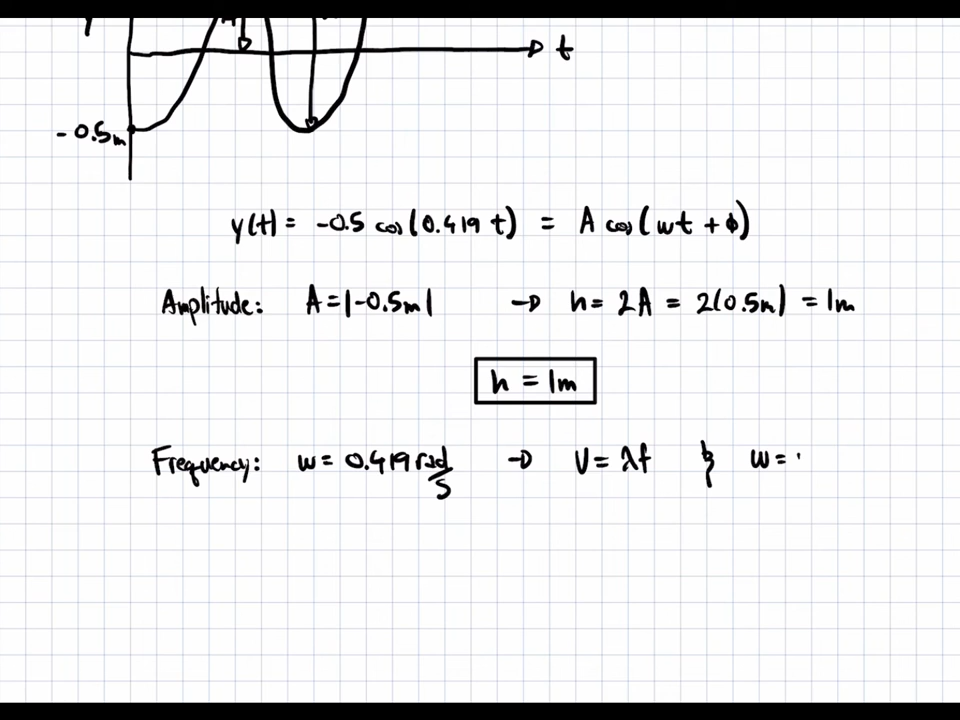 t
-0.5m
y(t) = -0.5 cos(0.419 t) = A cos(wt + ϕ)
Amplitude: A = |-0.5m| → h = 2A = 2(0.5m) = 1m
h = 1m
Frequency: w = 0.419 rad/s → V = λf & w =